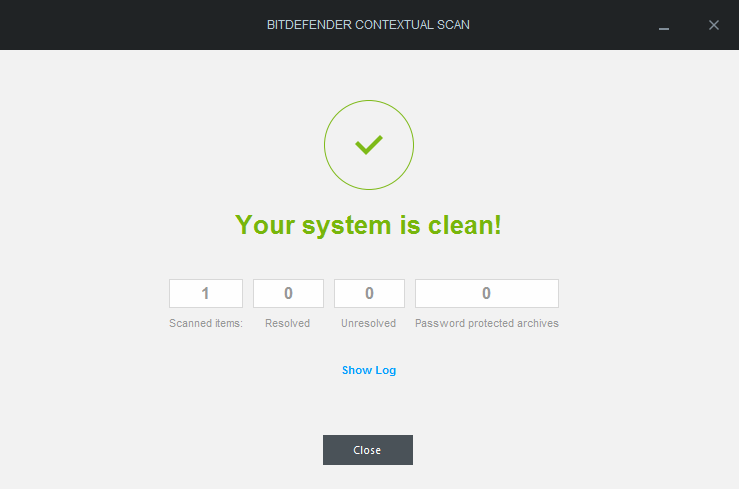 BITDEFENDER CONTEXTUAL SCAN
Your system is clean!
1 0 0 0
Scanned items: Resolved Unresolved Password protected archives
Show Log
Close